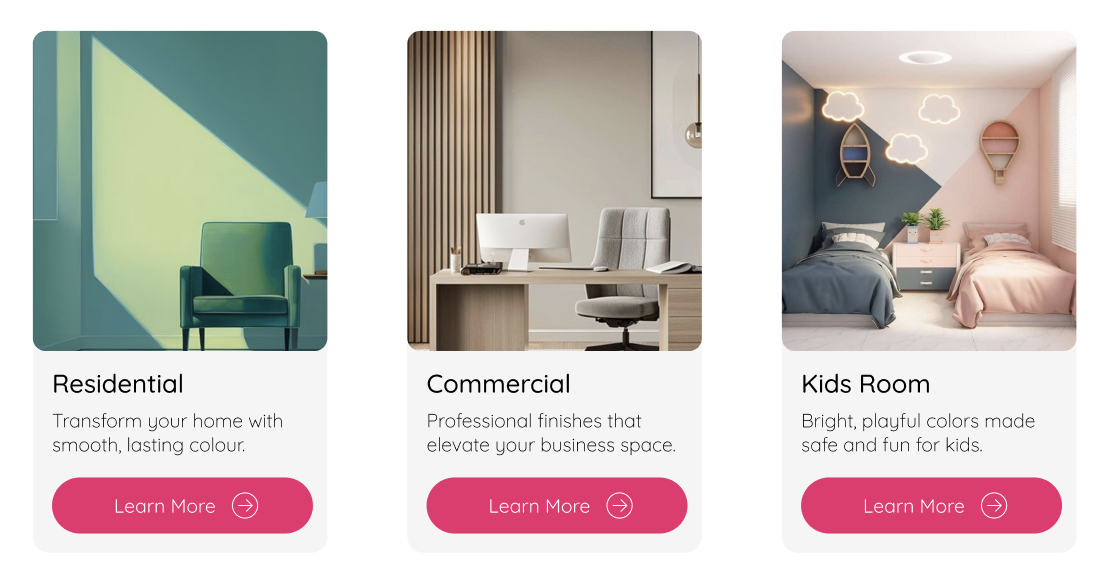 Residential
Transform your home with
smooth, lasting colour.
Learn More
Commercial
Professional finishes that
elevate your business space.
Learn More
Kids Room
Bright, playful colors made
safe and fun for kids.
Learn More